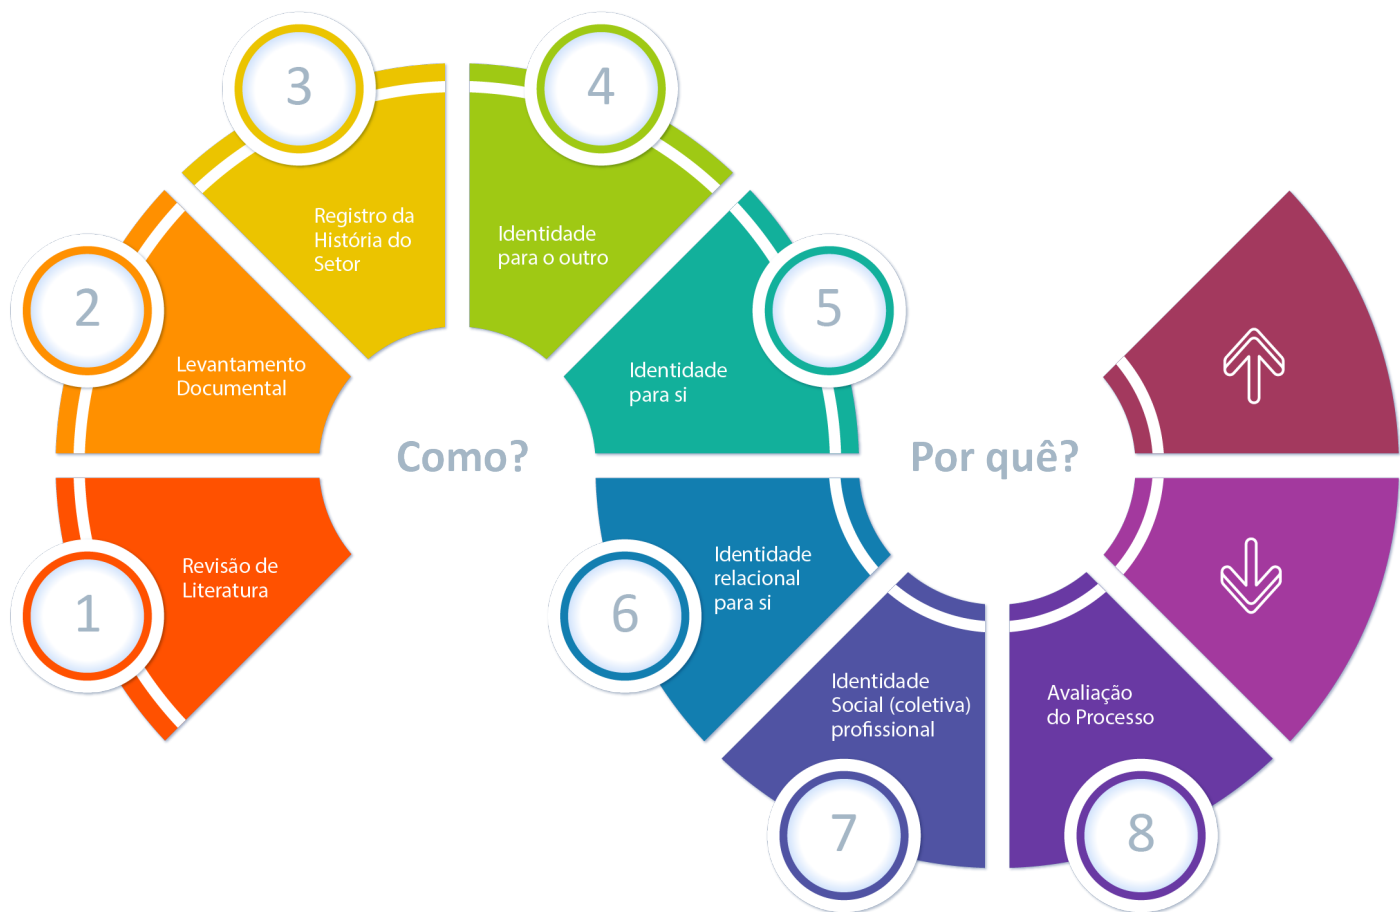 1
Revisão de
Literatura
2
Levantamento
Documental
3
Registro da
História do
Setor
4
Identidade
para o outro
5
Identidade
para si
Como?
6
Identidade
relacional
para si
7
Identidade
Social (coletiva)
profissional
8
Avaliação
do Processo
Por quê?